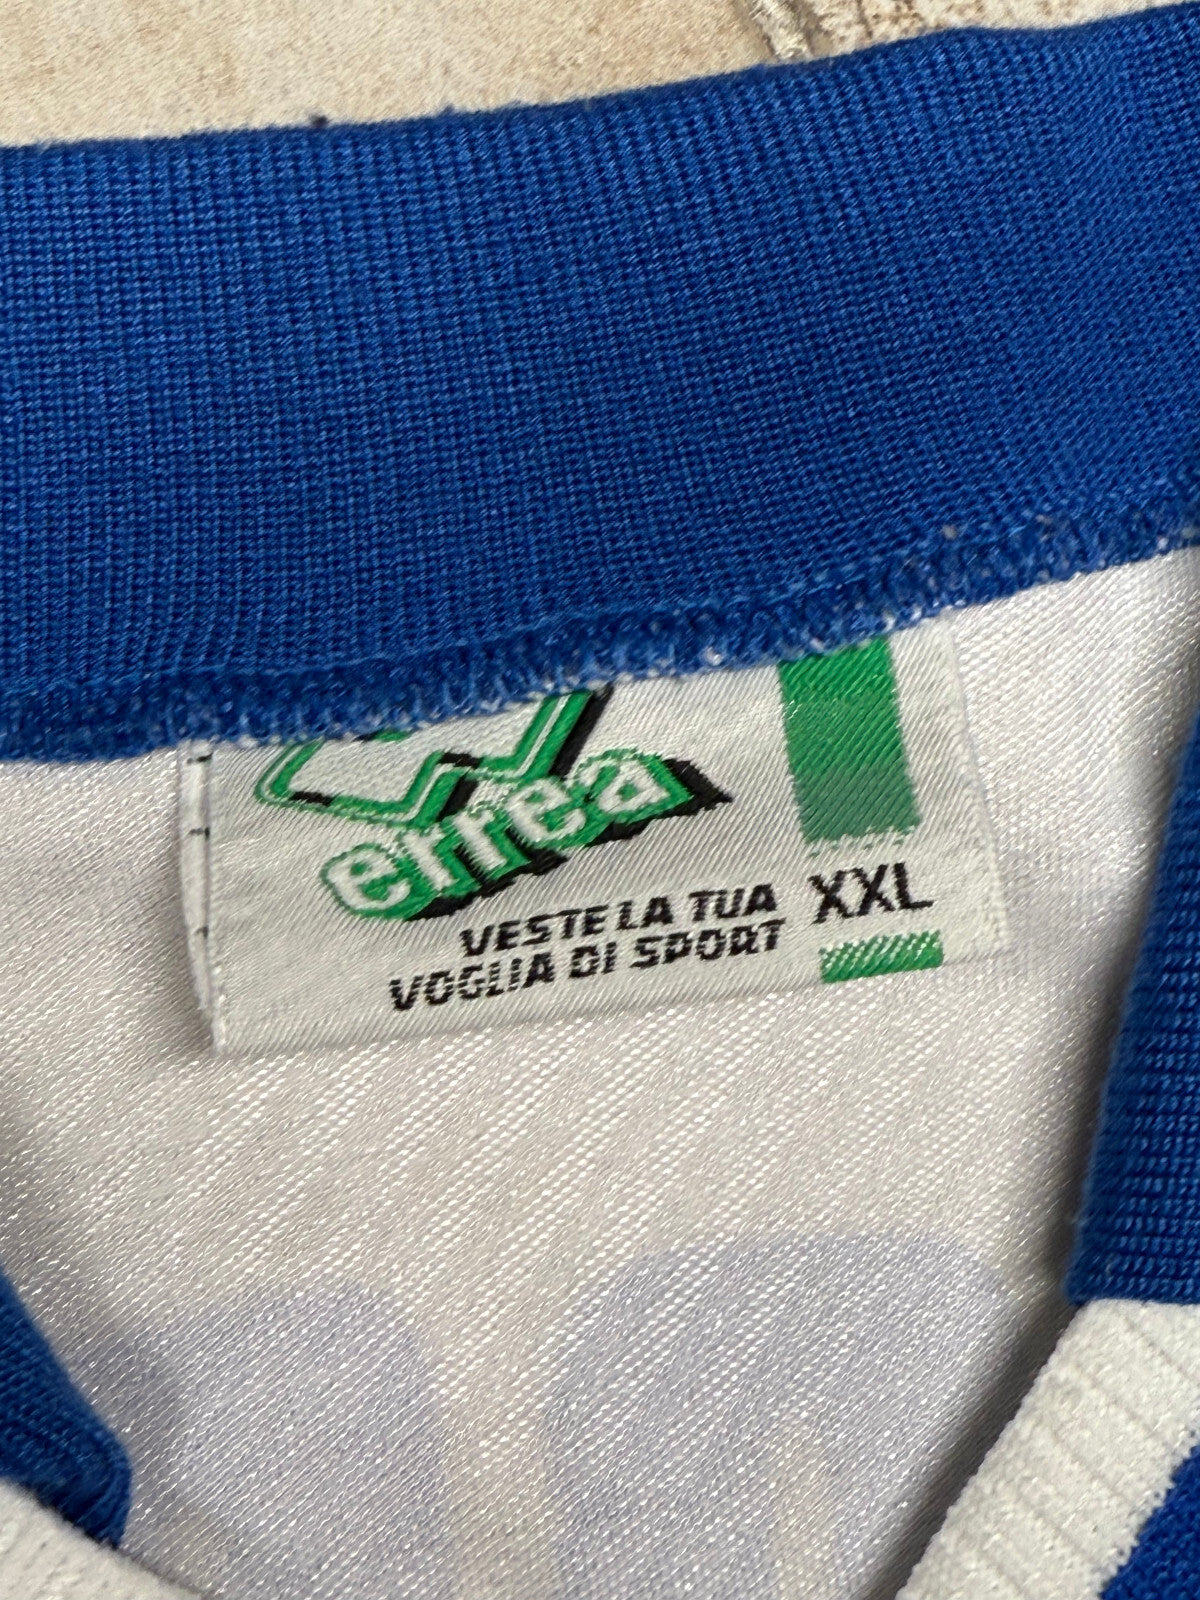 errea
VESTE LA TUA
VOGLIA DI SPORT
XXL